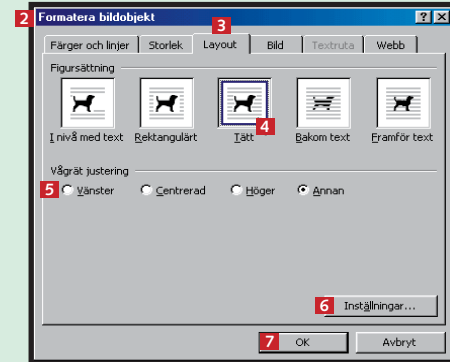 2 Formatera bildobjekt
3
Färger och linjer Storlek Layout Bild Textruta Webb
Figursättning
4
I nivå med text Rektangulärt Tätt Bakom text Framför text
Vågrät justering
5 Vänster Centrerad Höger Annan
6 Inställningar...
7 OK Avbryt